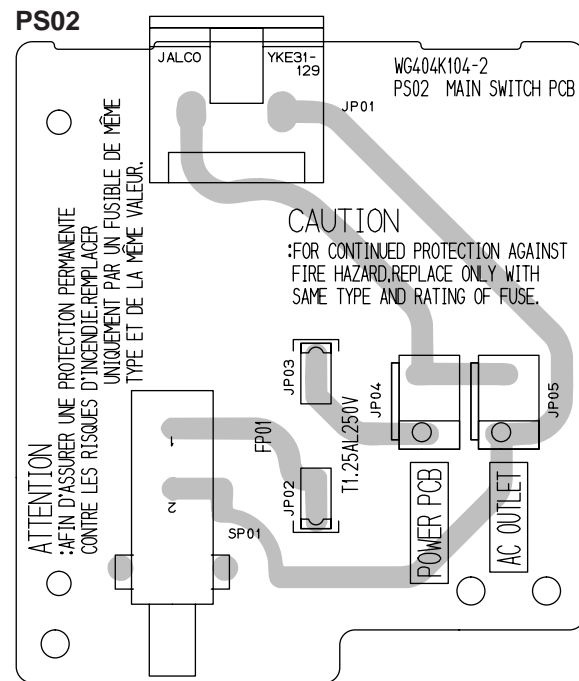 PS02
JALCO
YKE31-
129
JP01
WG404K104-2
PS02 MAIN SWITCH PCB
ATTENTION
:AFIN D'ASSURER UNE PROTECTION PERMANENTE
CONTRE LES RISQUES D'INCENDIE.REMPLACER
UNIQUEMENT PAR UN FUSIBLE DE MÊME
TYPE ET DE LA MÊME VALEUR.
CAUTION
:FOR CONTINUED PROTECTION AGAINST
FIRE HAZARD,REPLACE ONLY WITH
SAME TYPE AND RATING OF FUSE.
JP03
JP04
JP05
FP01
T1.25AL250V
1
2
JP02
SP01
POWER PCB
AC OUTLET